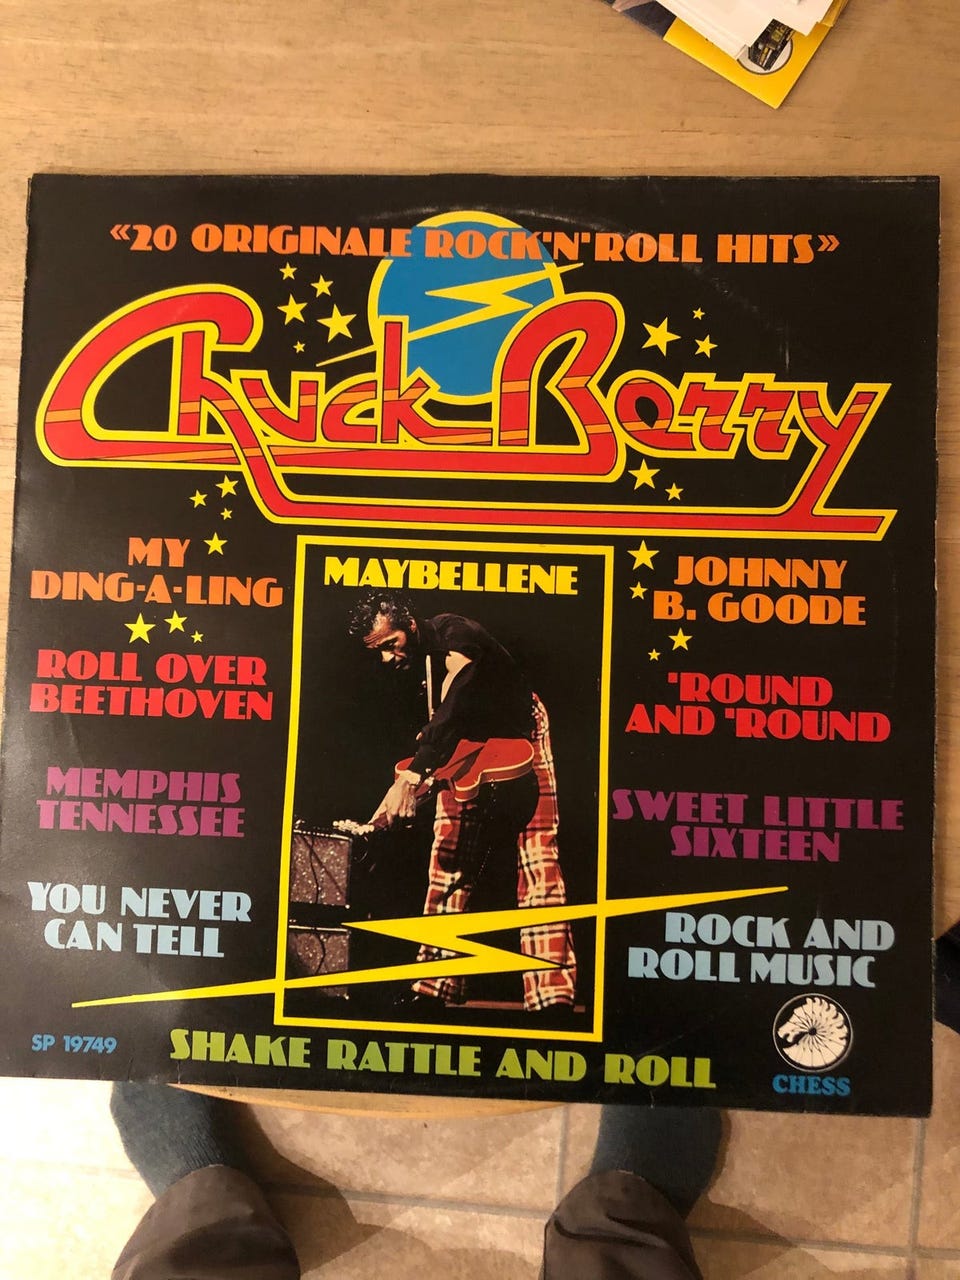 «20 ORIGINALE ROCK'N'ROLL HITS»
Chuck Berry
MY
DING-A-LING
ROLL OVER
BEETHOVEN
MEMPHIS
TENNESSEE
YOU NEVER
CAN TELL
MAYBELLENE
JOHNNY
B. GOODE
'ROUND
AND 'ROUND
SWEET LITTLE
SIXTEEN
ROCK AND
ROLL MUSIC
SP 19749
SHAKE RATTLE AND ROLL
CHESS